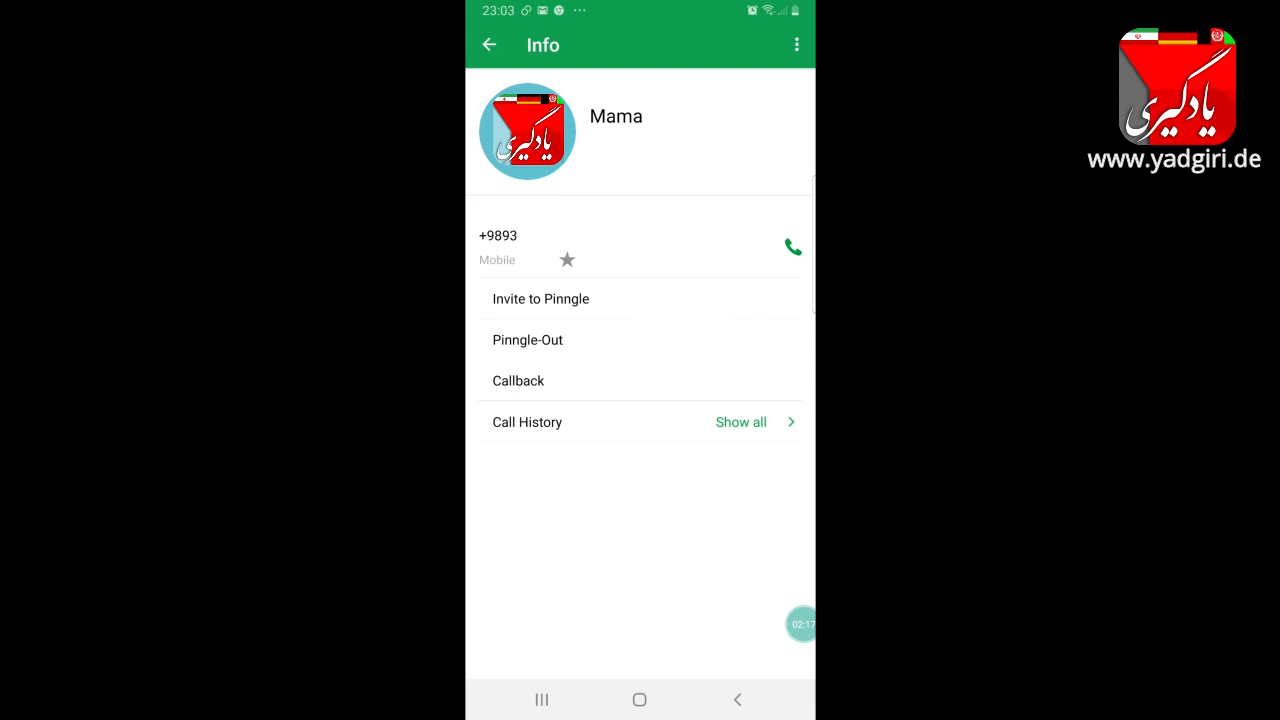 23:03
Info
یادگیری
Mama
+9893
Mobile
Invite to Pinngle
Pinngle-Out
Callback
Call History
Show all
02:17
یادگیری
www.yadgiri.de